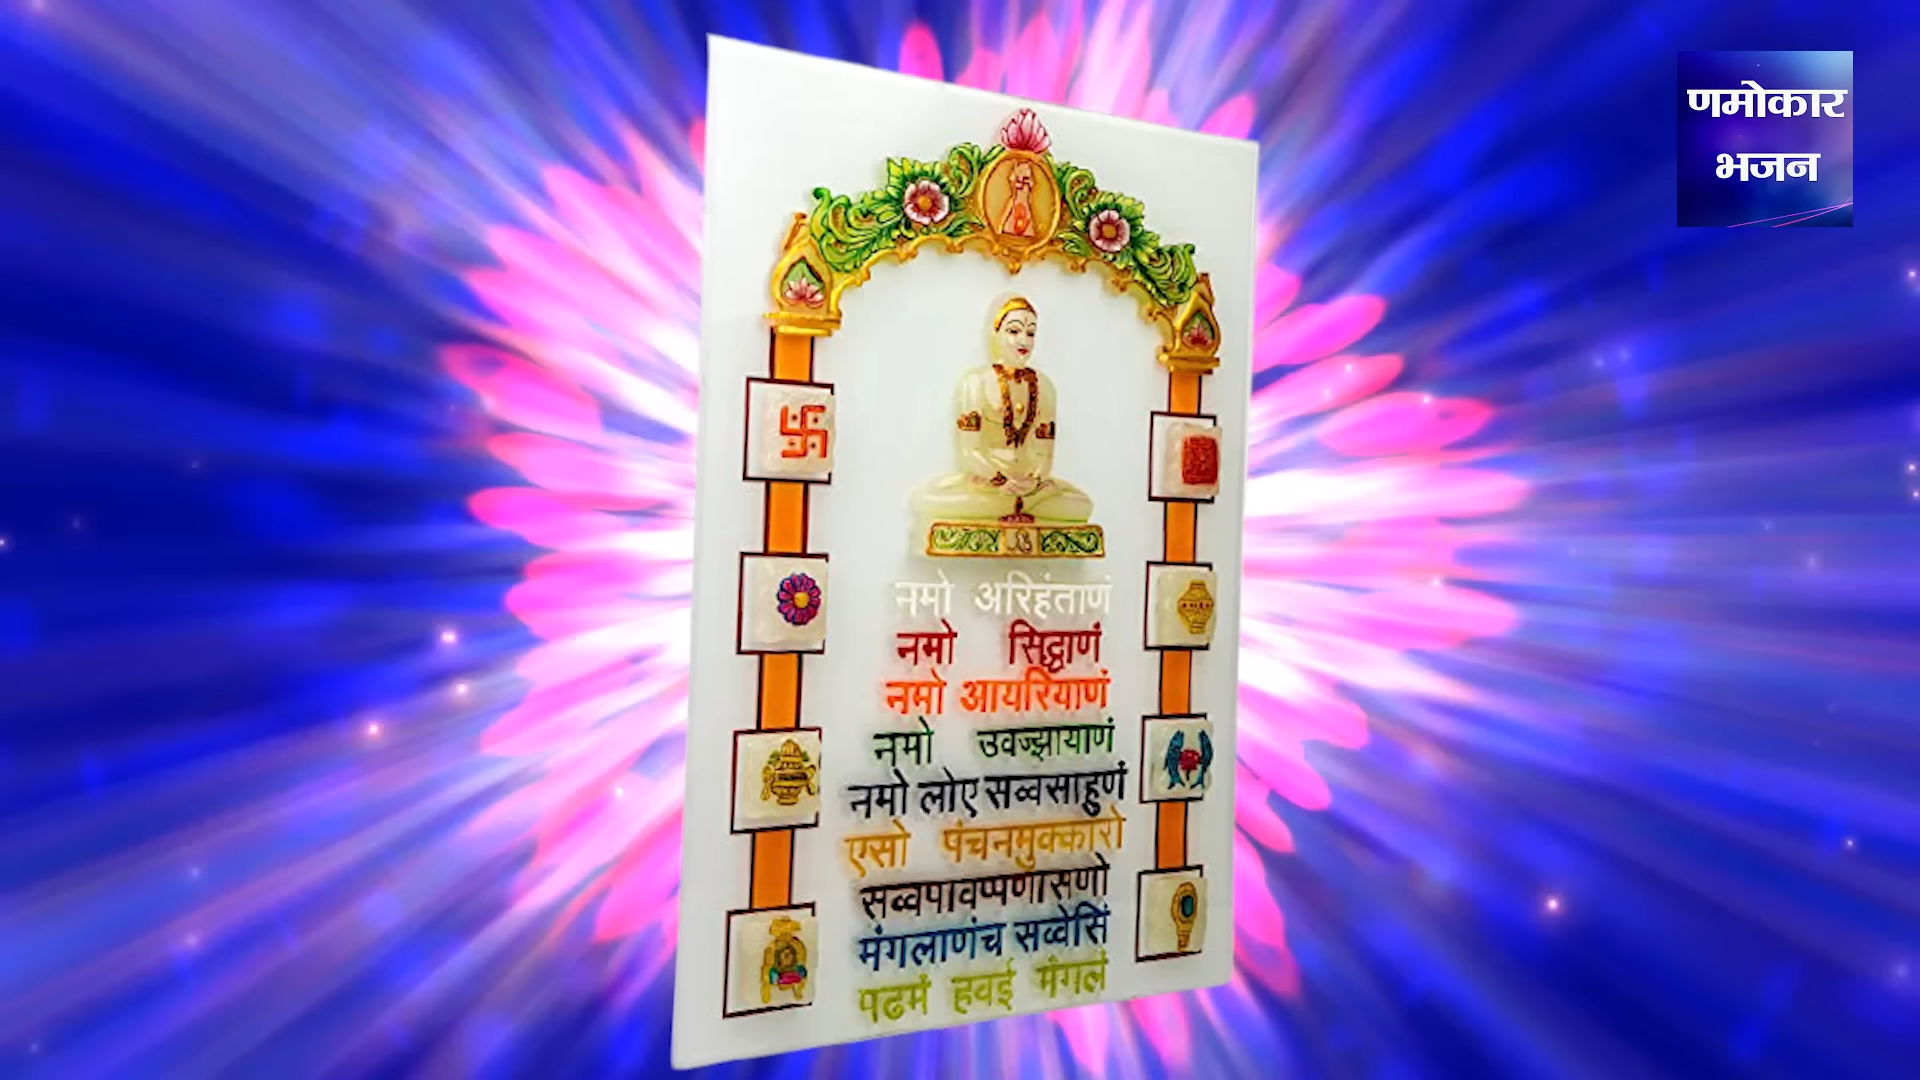 णमोकार
भजन
नमो अरिहंताणं
नमो सिद्धाणं
नमो आयरियाणं
नमो उवज्झायाणं
नमो लोए सव्वसाहुणं
एसो पंचनमुक्कारो
सव्वपावप्पणासणो
मंगलाणंच सव्वेसिं
पढमं हवई मंगलं